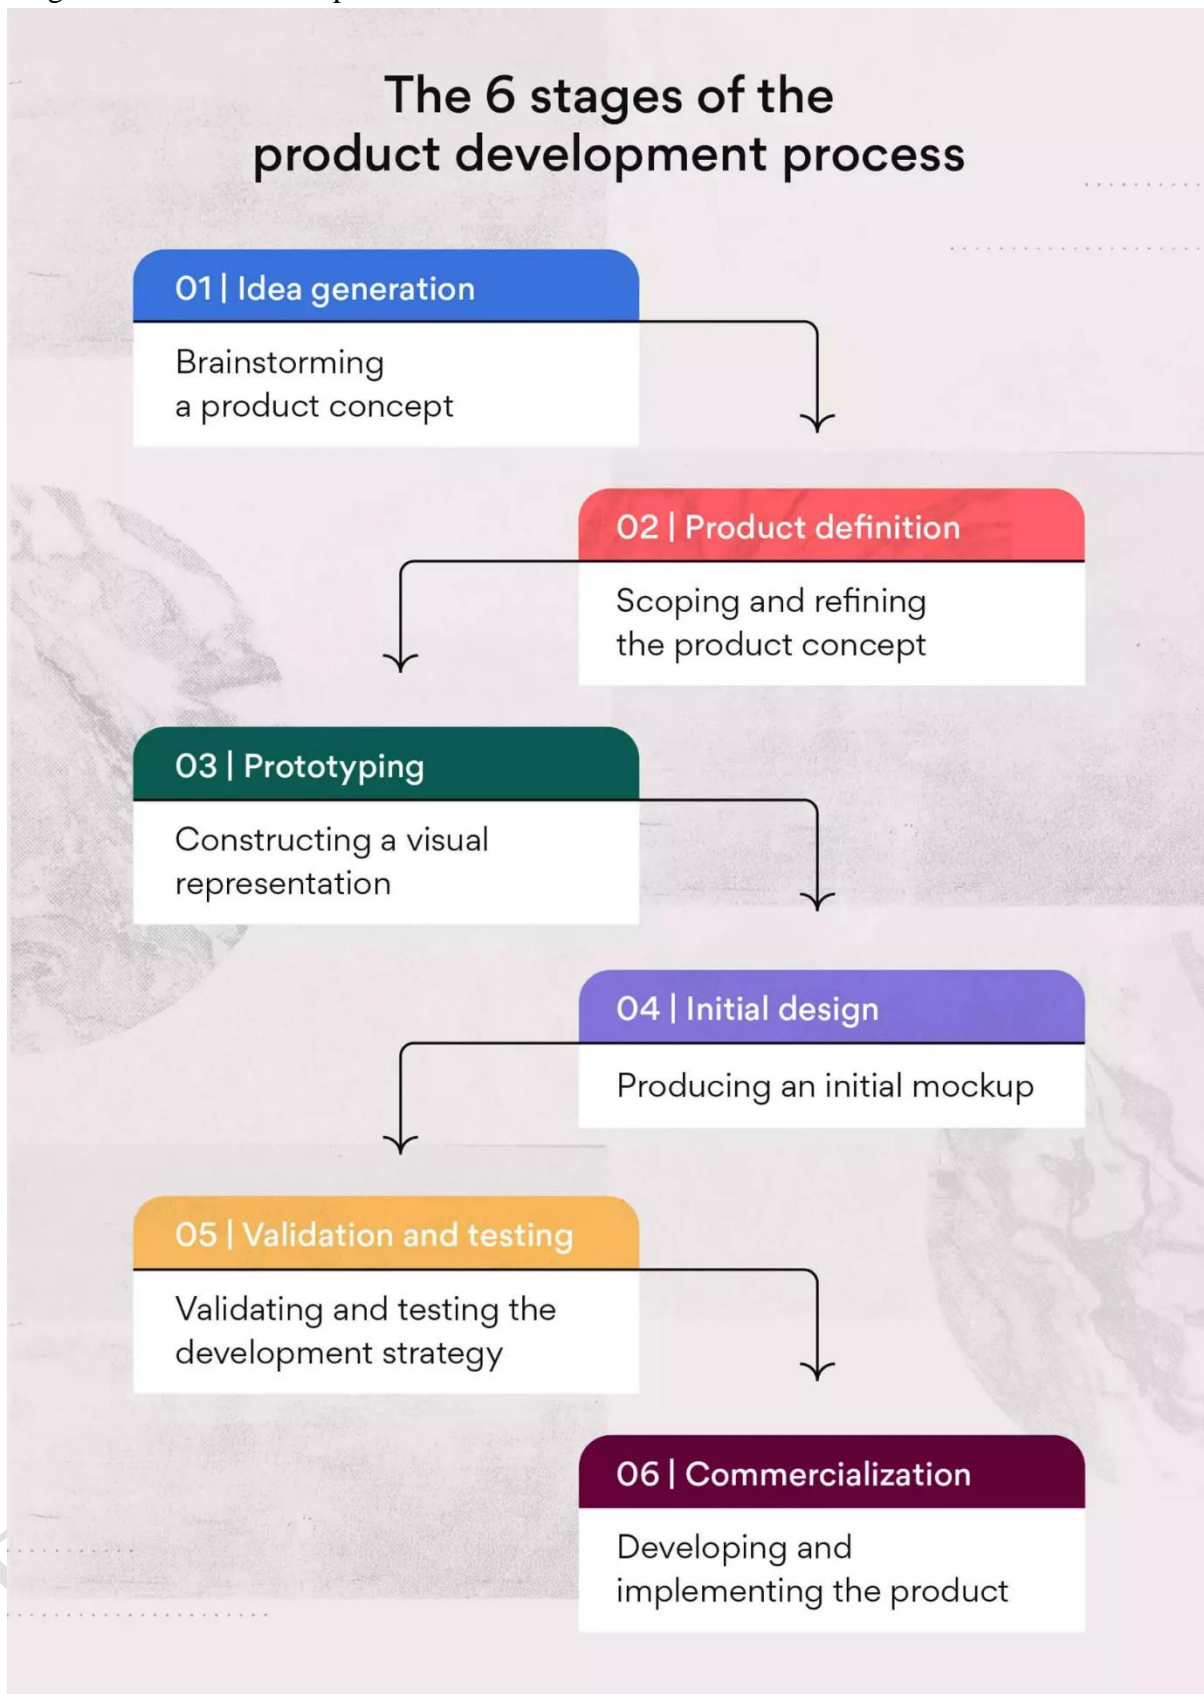 The 6 stages of the
product development process
01 | Idea generation
Brainstorming
a product concept
02 | Product definition
Scoping and refining
the product concept
03 | Prototyping
Constructing a visual
representation
04 | Initial design
Producing an initial mockup
05 | Validation and testing
Validating and testing the
development strategy
06 | Commercialization
Developing and
implementing the product